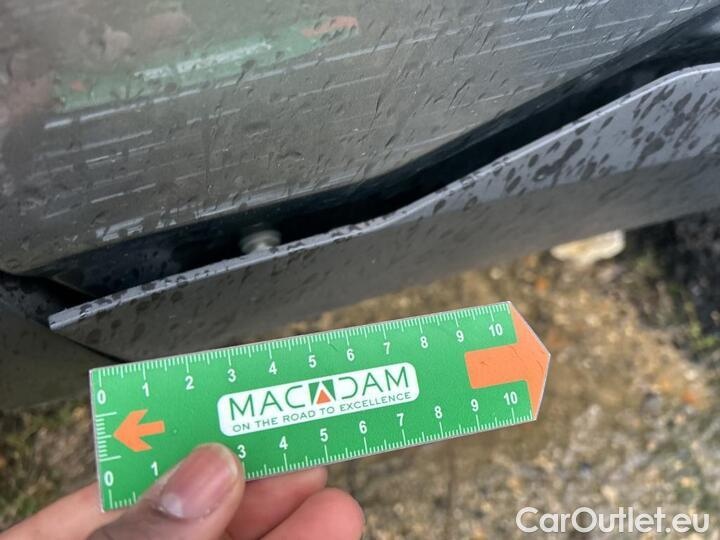 0 1 2 3 4 5 6 7 8 9 10
MACADAM
ON THE ROAD TO EXCELLENCE
0 1 3 4 5 6 7 8 9 10
CarOutlet.eu